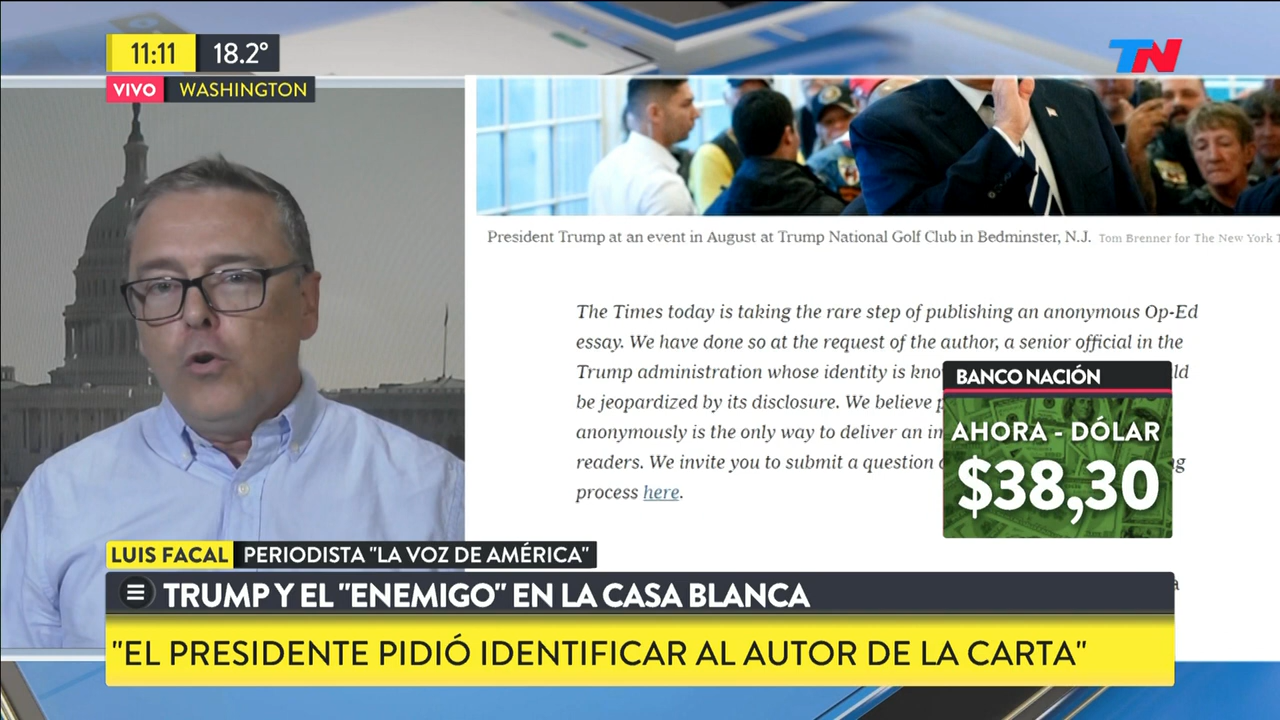 11:11 18.2°
TN
VIVO WASHINGTON
President Trump at an event in August at Trump National Golf Club in Bedminster, N.J. Tom Brenner for The New York
The Times today is taking the rare step of publishing an anonymous Op-Ed
essay. We have done so at the request of the author, a senior official in the
Trump administration whose identity is
be jeopardized by its disclosure. We believe
anonymously is the only way to deliver an
readers. We invite you to submit a question
process here.
BANCO NACIÓN
AHORA - DÓLAR
$38,30
LUIS FACAL PERIODISTA "LA VOZ DE AMÉRICA"
TRUMP Y EL "ENEMIGO" EN LA CASA BLANCA
"EL PRESIDENTE PIDIÓ IDENTIFICAR AL AUTOR DE LA CARTA"